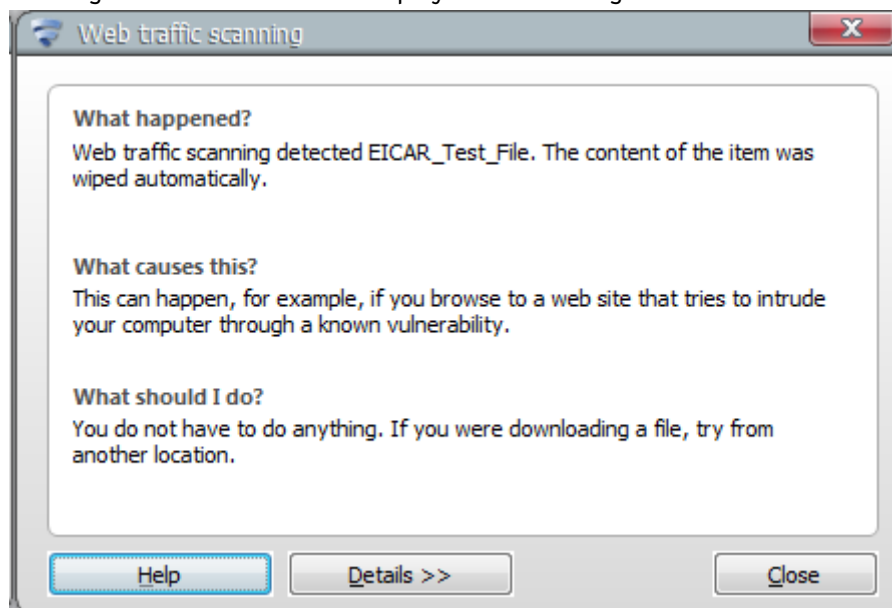 Web traffic scanning
What happened?
Web traffic scanning detected EICAR_Test_File. The content of the item was
wiped automatically.
What causes this?
This can happen, for example, if you browse to a web site that tries to intrude
your computer through a known vulnerability.
What should I do?
You do not have to do anything. If you were downloading a file, try from
another location.
Help
Details >>
Close